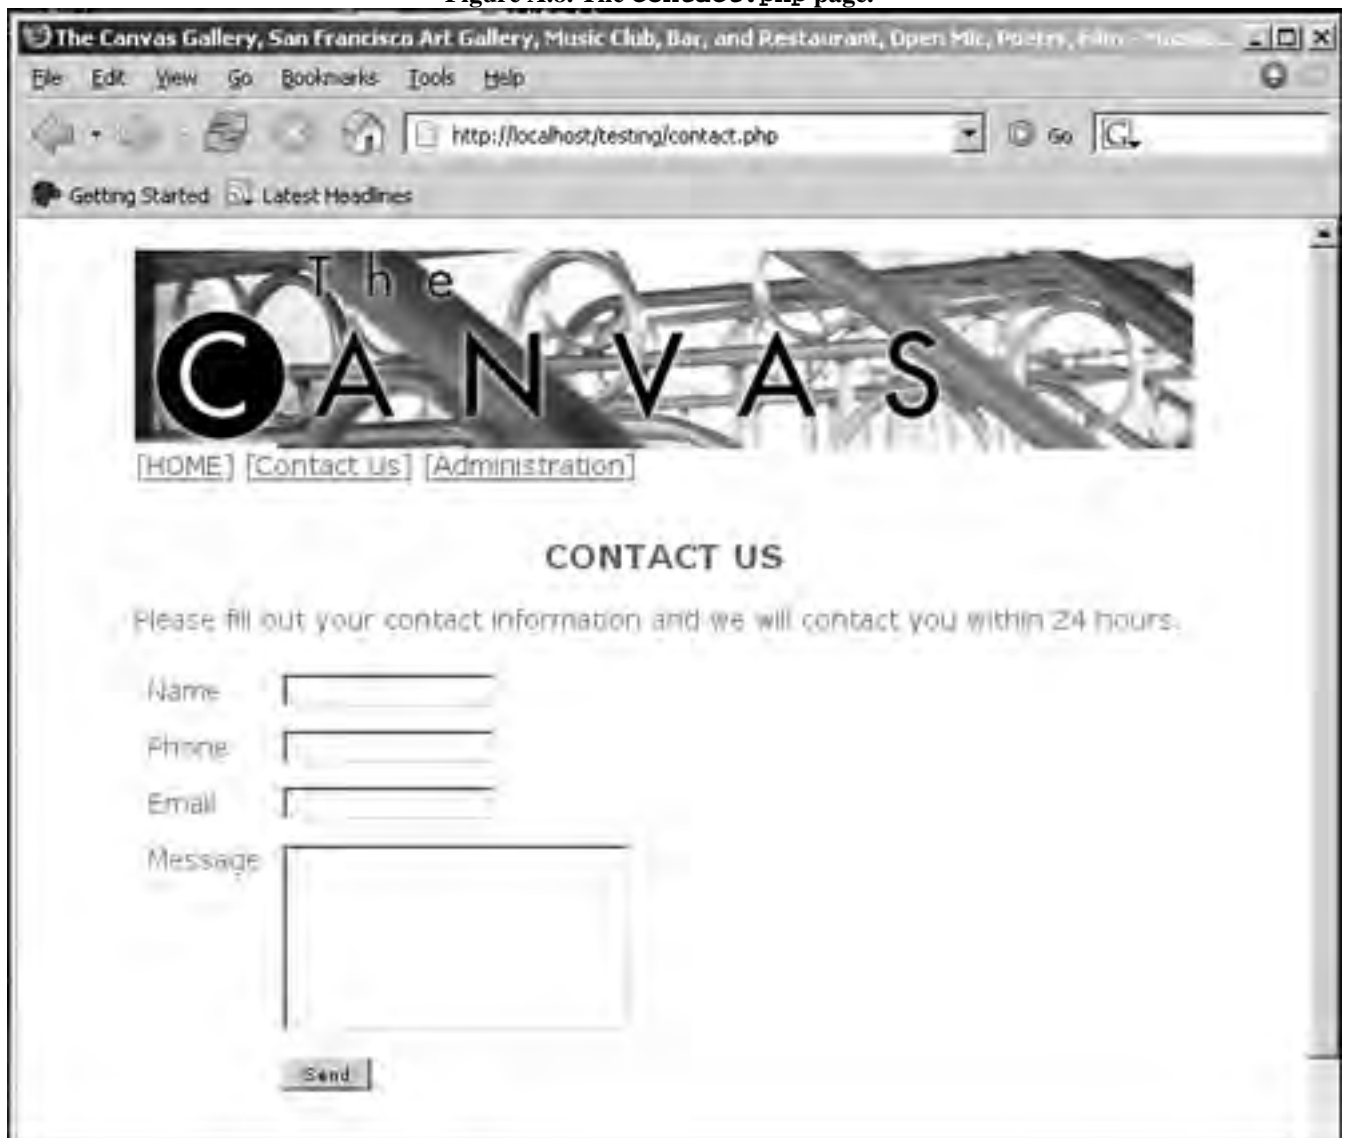 The Canvas Gallery, San Francisco Art Gallery, Music Club, Bar, and Restaurant, Open Mic, Poetry, Film -
File Edit View Go Bookmarks Tools Help
http://localhost/testing/contact.php Go G
Getting Started Latest Headlines
The
CANVAS
[HOME] [Contact Us] [Administration]
CONTACT US
Please fill out your contact information and we will contact you within 24 hours.
Name
Phone
Email
Message
Send